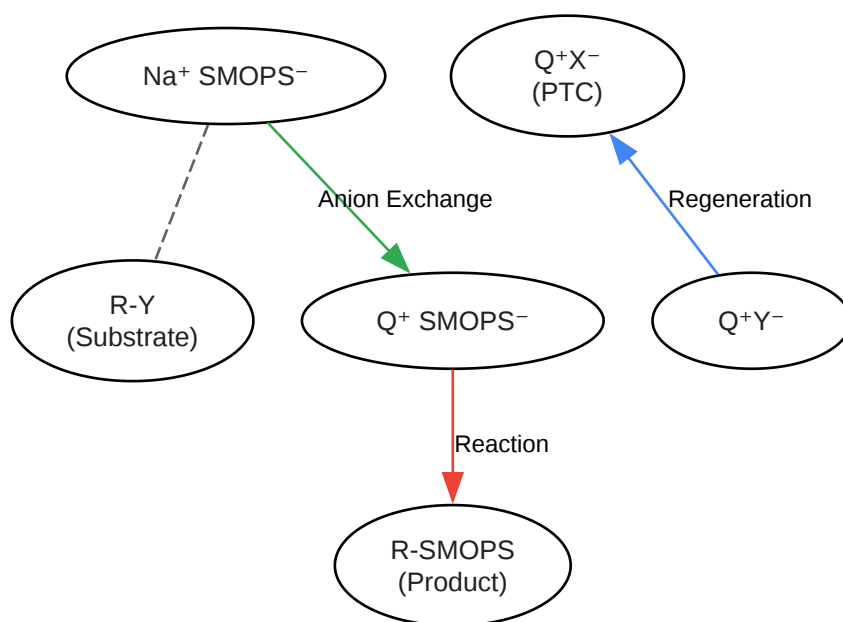 Na⁺ SMOPS⁻
Q⁺X⁻
(PTC)
Anion Exchange
Regeneration
R-Y
(Substrate)
Q⁺ SMOPS⁻
Q⁺Y⁻
Reaction
R-SMOPS
(Product)